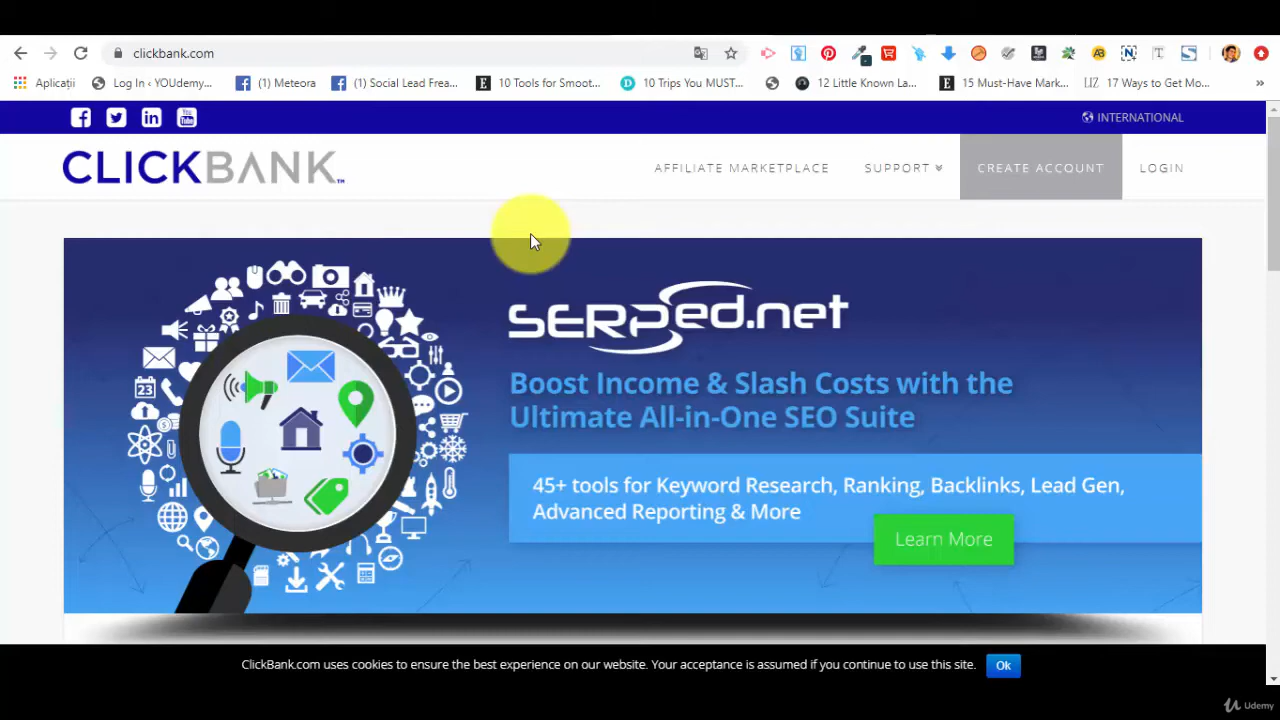 clickbank.com
Aplicații
Log In ‹ YOUdemy...
(1) Meteora
(1) Social Lead Frea...
10 Tools for Smoot...
10 Trips You MUST...
12 Little Known La...
15 Must-Have Mark...
UZ 17 Ways to Get Mo...
INTERNATIONAL
CLICKBANK™
AFFILIATE MARKETPLACE
SUPPORT
CREATE ACCOUNT
LOGIN
SERPed.net
Boost Income & Slash Costs with the
Ultimate All-in-One SEO Suite
45+ tools for Keyword Research, Ranking, Backlinks, Lead Gen,
Advanced Reporting & More
Learn More
23
ClickBank.com uses cookies to ensure the best experience on our website. Your acceptance is assumed if you continue to use this site.
Ok
Udemy